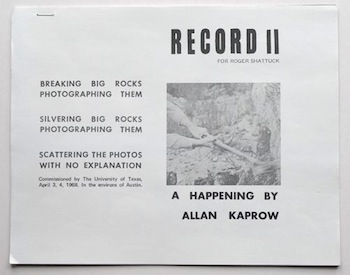 RECORD II
FOR ROGER SHATTUCK
BREAKING BIG ROCKS
PHOTOGRAPHING THEM
SILVERING BIG ROCKS
PHOTOGRAPHING THEM
SCATTERING THE PHOTOS
WITH NO EXPLANATION
Commissioned by The University of Texas,
April 3, 4, 1968. In the environs of Austin.
A HAPPENING BY
ALLAN KAPROW